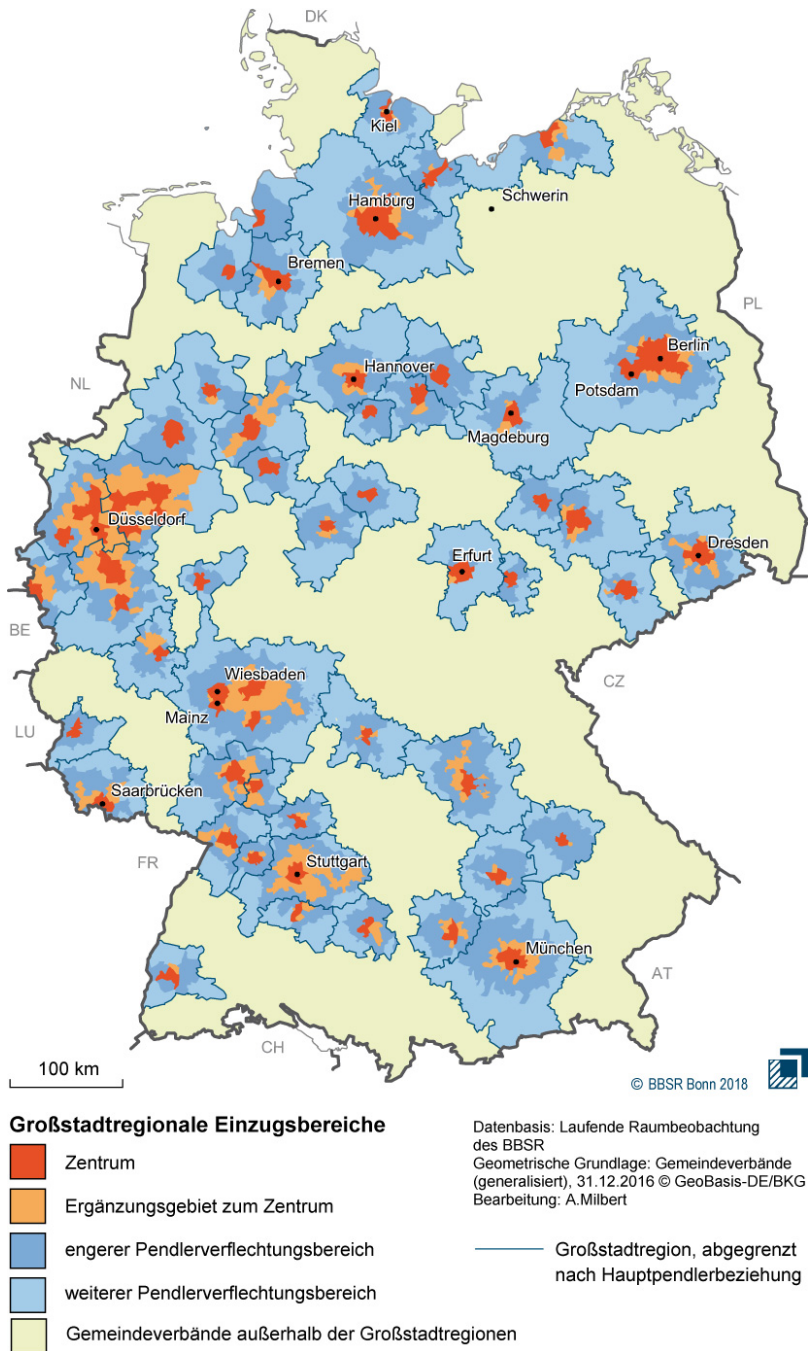 DK
Kiel
Schwerin
Hamburg
Bremen
PL
Berlin
Hannover
NL
Potsdam
Magdeburg
Düsseldorf
Dresden
Erfurt
BE
CZ
Wiesbaden
Mainz
LU
Saarbrücken
FR
Stuttgart
München
AT
CH
100 km
© BBSR Bonn 2018
Großstadtregionale Einzugsbereiche
Zentrum
Ergänzungsgebiet zum Zentrum
engerer Pendlerverflechtungsbereich
weiterer Pendlerverflechtungsbereich
Gemeindeverbände außerhalb der Großstadtregionen
Datenbasis: Laufende Raumbeobachtung
des BBSR
Geometrische Grundlage: Gemeindeverbände
(generalisiert), 31.12.2016 © GeoBasis-DE/BKG
Bearbeitung: A.Milbert
Großstadtregion, abgegrenzt
nach Hauptpendlerbeziehung